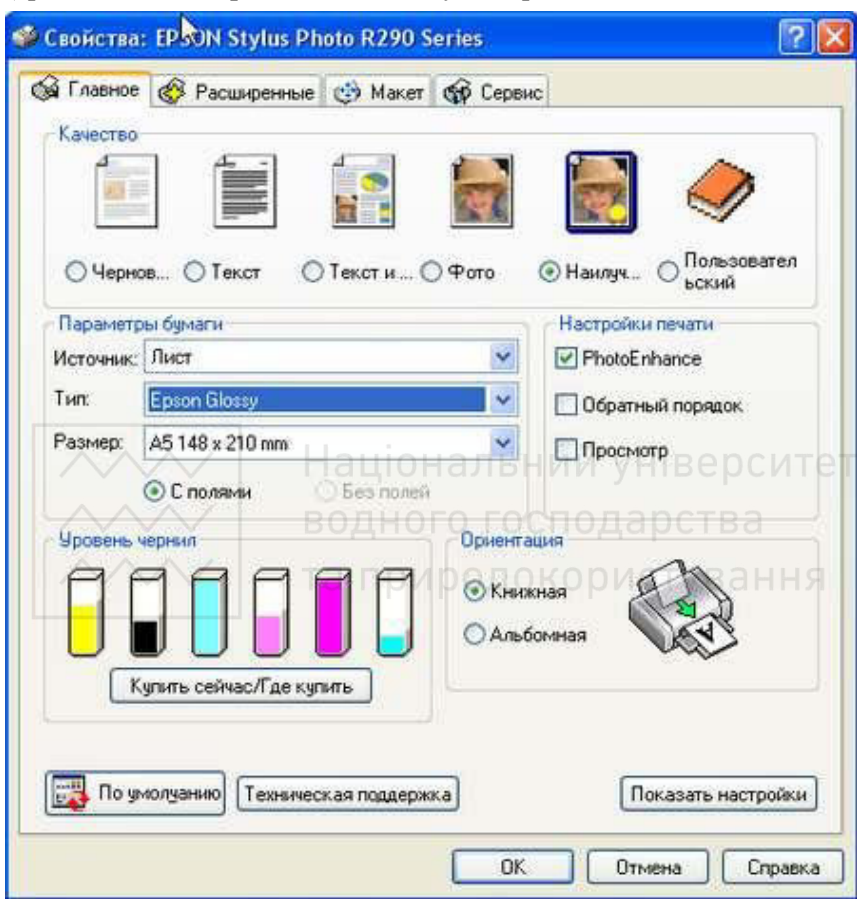 Свойства: EPSON Stylus Photo R290 Series
Главное Расширенные Макет Сервис
Качество
Чернов... Текст Текст и ... Фото Наилуч... Пользовател
ьский
Параметры бумаги
Источник: Лист
Тип: Epson Glossy
Размер: A5 148 x 210 mm
С полями Без полей
Настройки печати
PhotoEnhance
Обратный порядок
Просмотр
Національний університет
водного господарства
та природокористування
Уровень чернил
Купить сейчас/Где купить
Ориентация
Книжная
Альбомная
По умолчанию Техническая поддержка Показать настройки
OK Отмена Справка